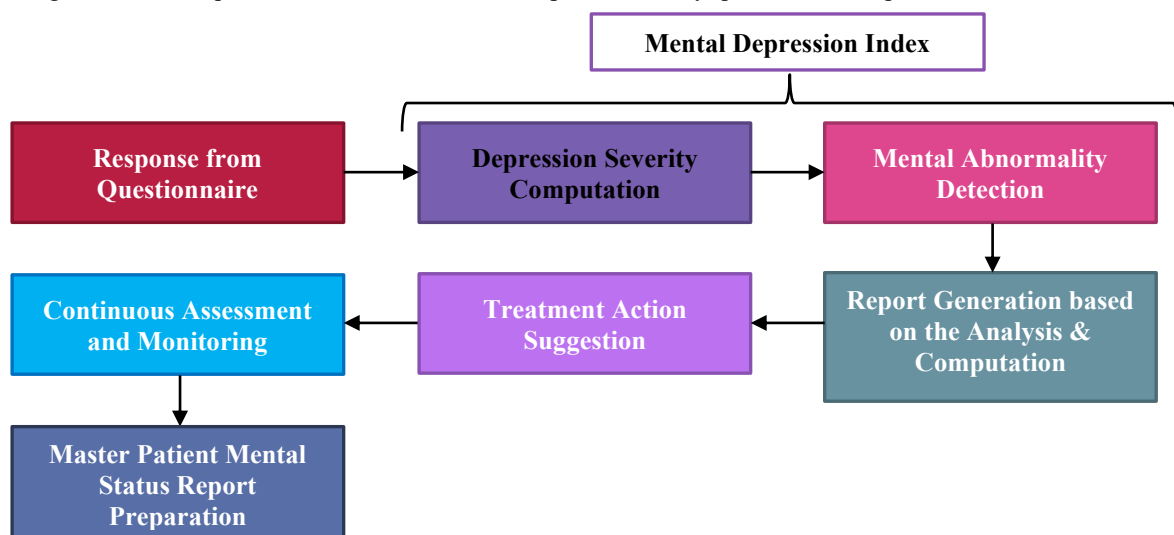 Mental Depression Index
Response from
Questionnaire
Depression Severity
Computation
Mental Abnormality
Detection
Continuous Assessment
and Monitoring
Treatment Action
Suggestion
Report Generation based
on the Analysis &
Computation
Master Patient Mental
Status Report
Preparation